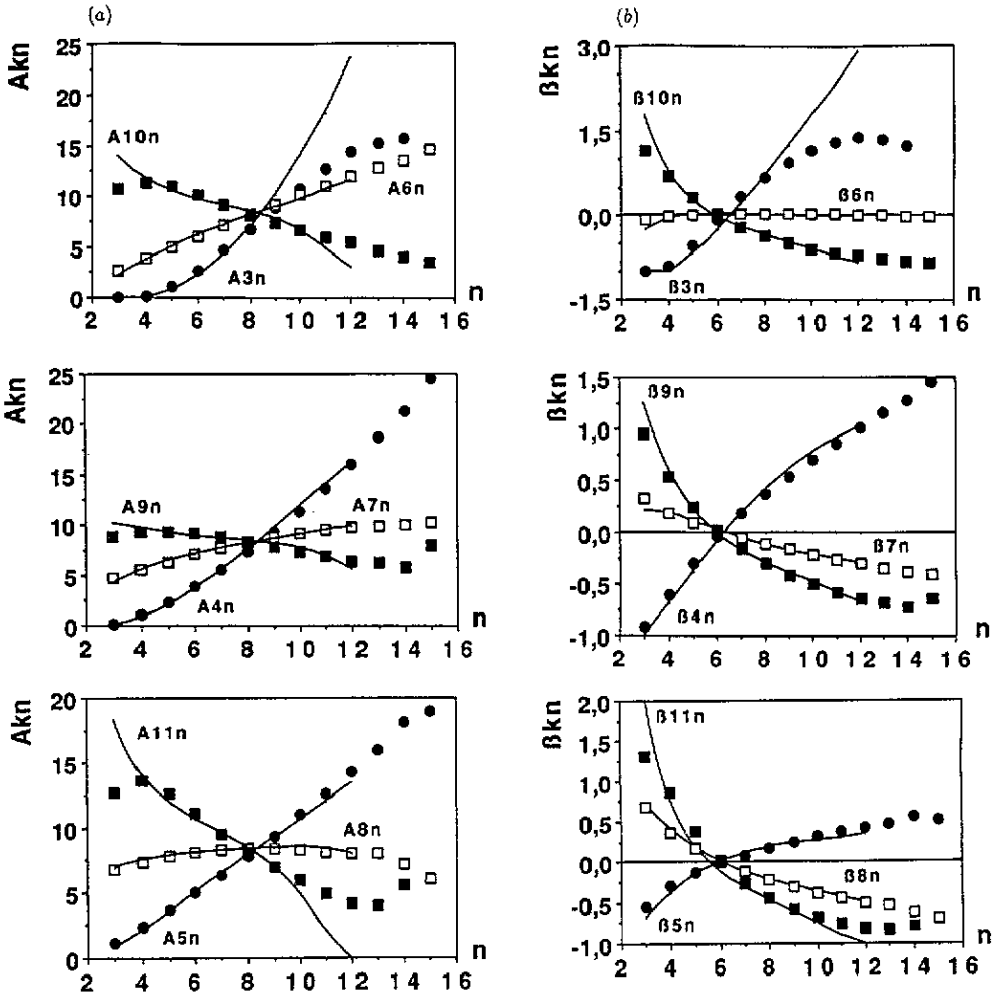 (a)
Akn
25
20
15
10
5
0
A10n
A6n
A3n
2 4 6 8 10 12 14 16
n
(b)
ßkn
3,0
1,5
0,0
-1,5
ß10n
ß6n
ß3n
2 4 6 8 10 12 14 16
n
Akn
25
20
15
10
5
0
A9n
A7n
A4n
2 4 6 8 10 12 14 16
n
ßkn
1,5
1,0
0,5
0,0
-0,5
-1,0
ß9n
ß7n
ß4n
2 4 6 8 10 12 14 16
n
Akn
20
15
10
5
0
A11n
A8n
A5n
2 4 6 8 10 12 14 16
n
ßkn
2,0
1,5
1,0
0,5
0,0
-0,5
-1,0
ß11n
ß8n
ß5n
2 4 6 8 10 12 14 16
n